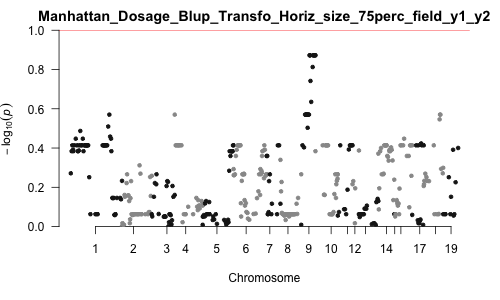 Manhattan_Dosage_Blup_Transfo_Horiz_size_75perc_field_y1_y2
− log10(p)
1.0
0.8
0.6
0.4
0.2
0.0
1 2 3 4 5 6 7 8 9 10 12 14 17 19
Chromosome